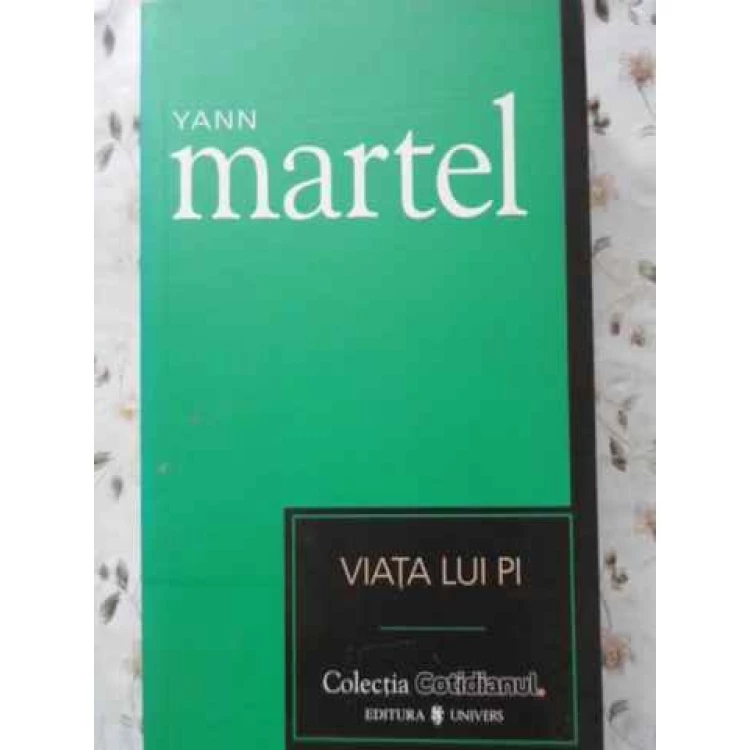 YANN
martel
VIAȚA LUI PI
Colecția Cotidianul.
EDITURA UNIVERS